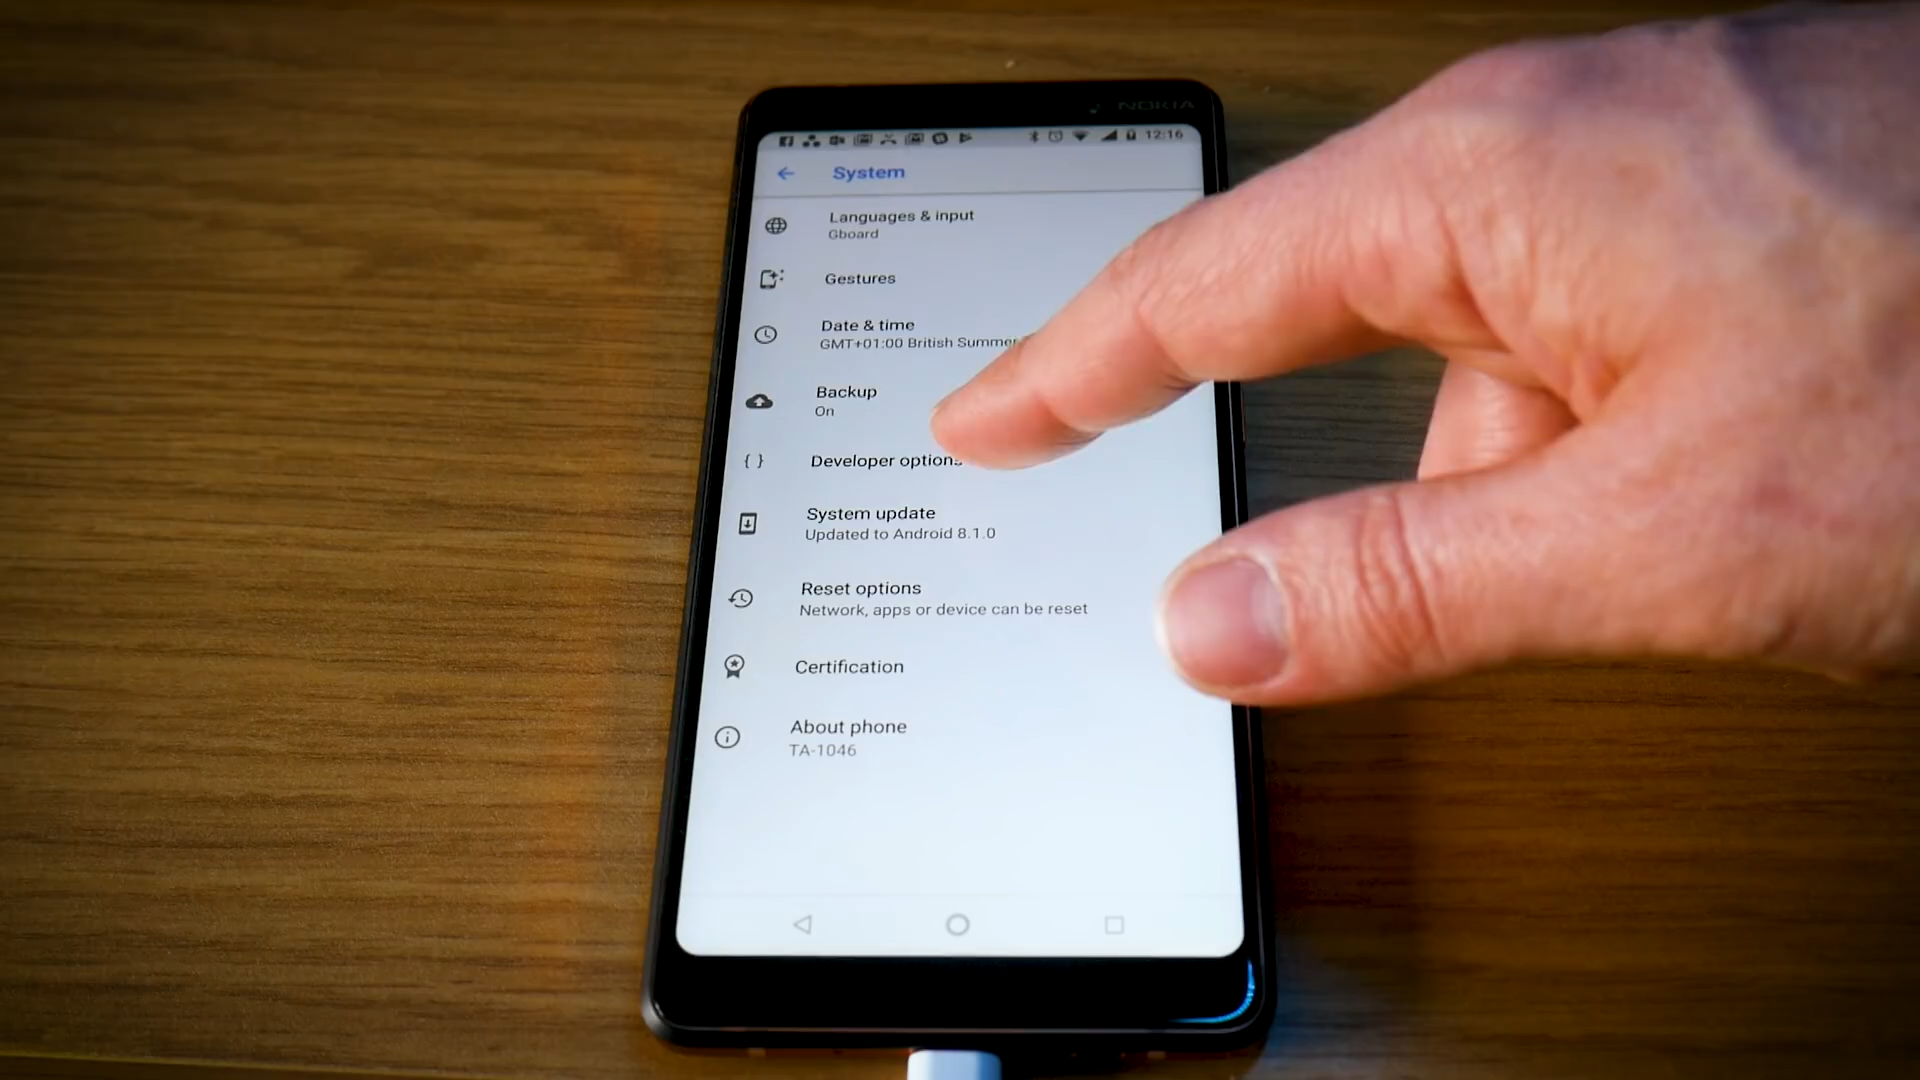 NOKIA
12:16
System
Languages & input
Gboard
Gestures
Date & time
GMT+01:00 British Summer
Backup
On
Developer options
System update
Updated to Android 8.1.0
Reset options
Network, apps or device can be reset
Certification
About phone
TA-1046